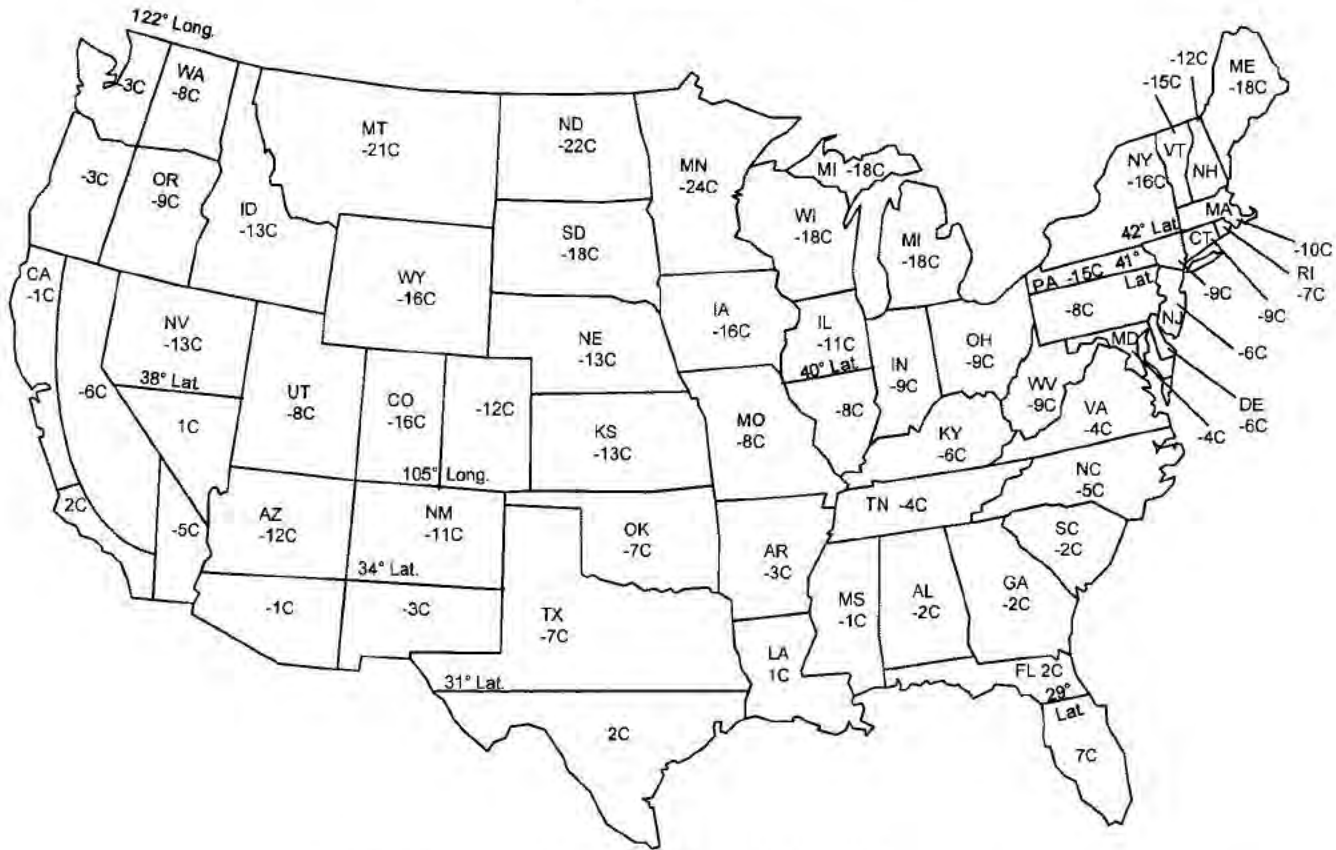 122° Long.
-3C
WA
-8C
-3C
OR
-9C
ID
-13C
MT
-21C
ND
-22C
MN
-24C
MI -18C
WI
-18C
MI
-18C
SD
-18C
WY
-16C
CA
-1C
NV
-13C
38° Lat.
-6C
1C
2C
-5C
UT
-8C
CO
-16C
-12C
105° Long.
NE
-13C
KS
-13C
IA
-16C
IL
-11C
40° Lat.
-8C
MO
-8C
IN
-9C
OH
-9C
KY
-6C
WV
-9C
VA
-4C
AZ
-12C
NM
-11C
34° Lat.
-1C
-3C
OK
-7C
TX
-7C
31° Lat.
2C
AR
-3C
LA
1C
MS
-1C
AL
-2C
GA
-2C
TN -4C
NC
-5C
SC
-2C
FL 2C
29°
Lat
7C
-12C
-15C
ME
-18C
NY
-16C
VT
NH
42° Lat.
MA
CT
-10C
RI
-7C
-9C
-9C
PA -15C
41°
Lat.
-8C
NJ
-6C
MD
DE
-6C
-4C